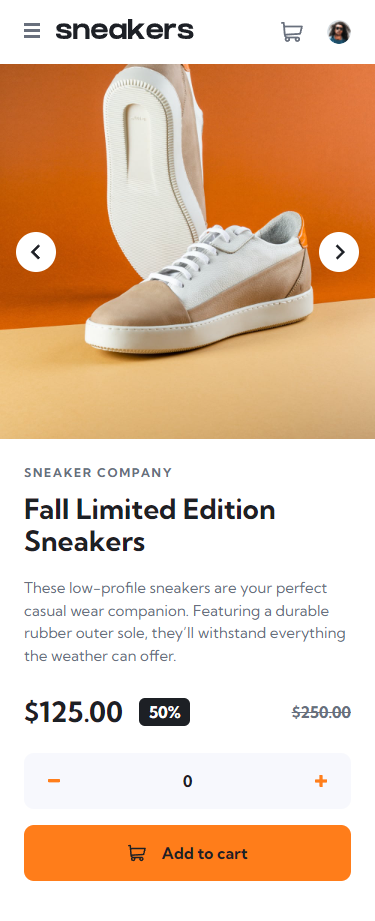 sneakers
SNEAKER COMPANY
Fall Limited Edition
Sneakers
These low-profile sneakers are your perfect
casual wear companion. Featuring a durable
rubber outer sole, they’ll withstand everything
the weather can offer.
$125.00 50% $250.00
0
Add to cart